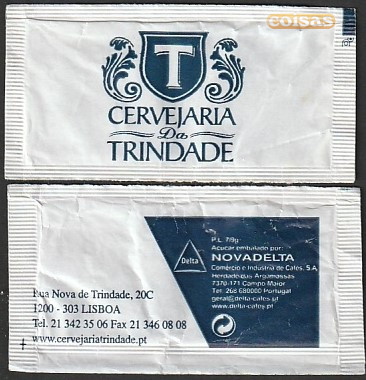 coisas
T
CERVEJARIA
Da
TRINDADE
Rua Nova de Trindade, 20C
1200 - 303 LISBOA
Tel. 21 342 35 06 Fax 21 346 08 08
www.cervejariatrindade.pt
Delta
P.L. 7/9g
Açúcar embalado por:
NOVADELTA
Comércio e Indústria de Cafés, S.A.
Herdade das Argamossas
7370-171 Campo Maior
Tel. 268 680000 Portugal
geral@delta-cafes.pt
www.delta-cafes.pt